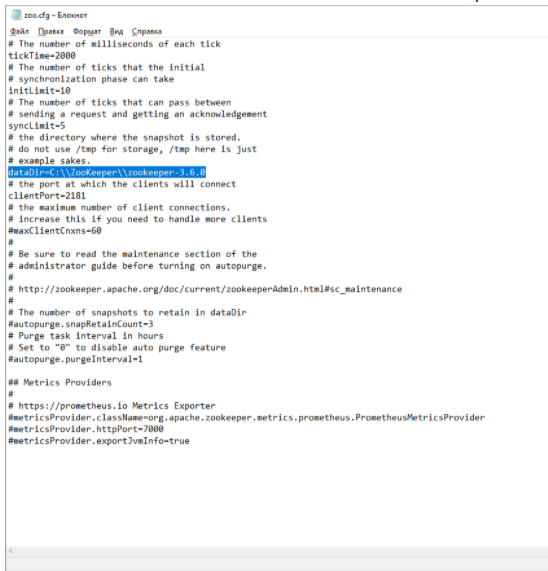 zoo.cfg – Блокнот
Файл Правка Формат Вид Справка
# The number of milliseconds of each tick
tickTime=2000
# The number of ticks that the initial
# synchronization phase can take
initLimit=10
# The number of ticks that can pass between
# sending a request and getting an acknowledgement
syncLimit=5
# the directory where the snapshot is stored.
# do not use /tmp for storage, /tmp here is just
# example sakes.
dataDir=C:\\ZooKeeper\\zookeeper-3.6.0
# the port at which the clients will connect
clientPort=2181
# the maximum number of client connections.
# increase this if you need to handle more clients
#maxClientCnxns=60
#
# Be sure to read the maintenance section of the
# administrator guide before turning on autopurge.
#
# http://zookeeper.apache.org/doc/current/zookeeperAdmin.html#sc_maintenance
#
# The number of snapshots to retain in dataDir
#autopurge.snapRetainCount=3
# Purge task interval in hours
# Set to "0" to disable auto purge feature
#autopurge.purgeInterval=1
## Metrics Providers
#
# https://prometheus.io Metrics Exporter
#metricsProvider.className=org.apache.zookeeper.metrics.prometheus.PrometheusMetricsProvider
#metricsProvider.httpPort=7000
#metricsProvider.exportJvmInfo=true